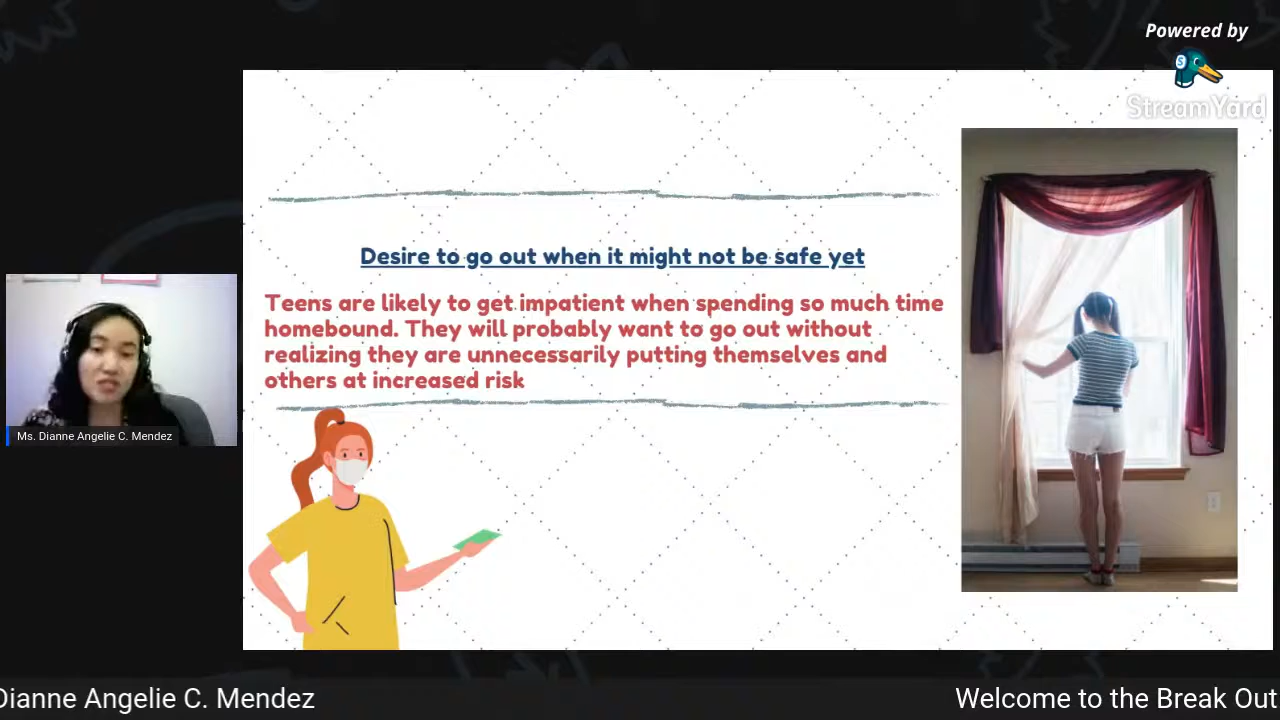 Powered by
StreamYard
Desire to go out when it might not be safe yet
Teens are likely to get impatient when spending so much time
homebound. They will probably want to go out without
realizing they are unnecessarily putting themselves and
others at increased risk
Ms. Dianne Angelie C. Mendez
Dianne Angelie C. Mendez
Welcome to the Break Out